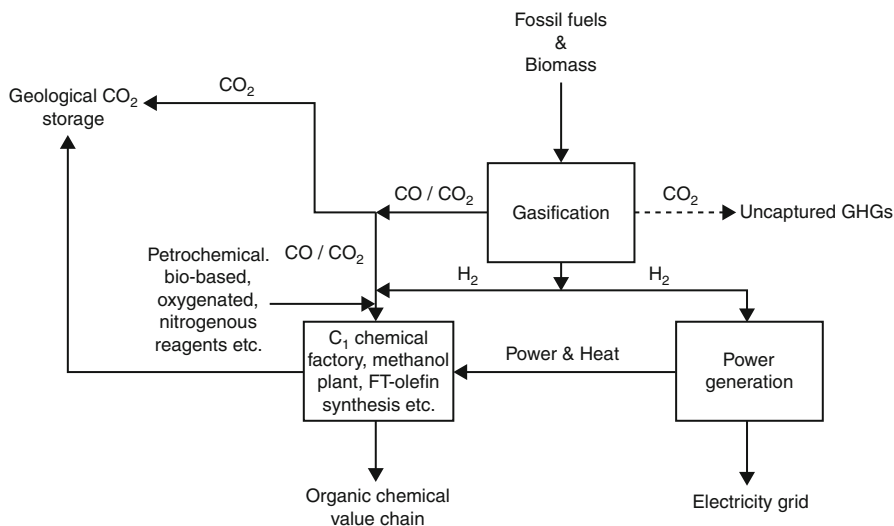 Fossil fuels
&
Biomass
CO₂
Geological CO₂
storage
CO / CO₂
Gasification
CO₂
Uncaptured GHGs
Petrochemical.
bio-based,
oxygenated,
nitrogenous
reagents etc.
CO / CO₂
H₂
H₂
C₁ chemical
factory, methanol
plant, FT-olefin
synthesis etc.
Power & Heat
Power
generation
Organic chemical
value chain
Electricity grid